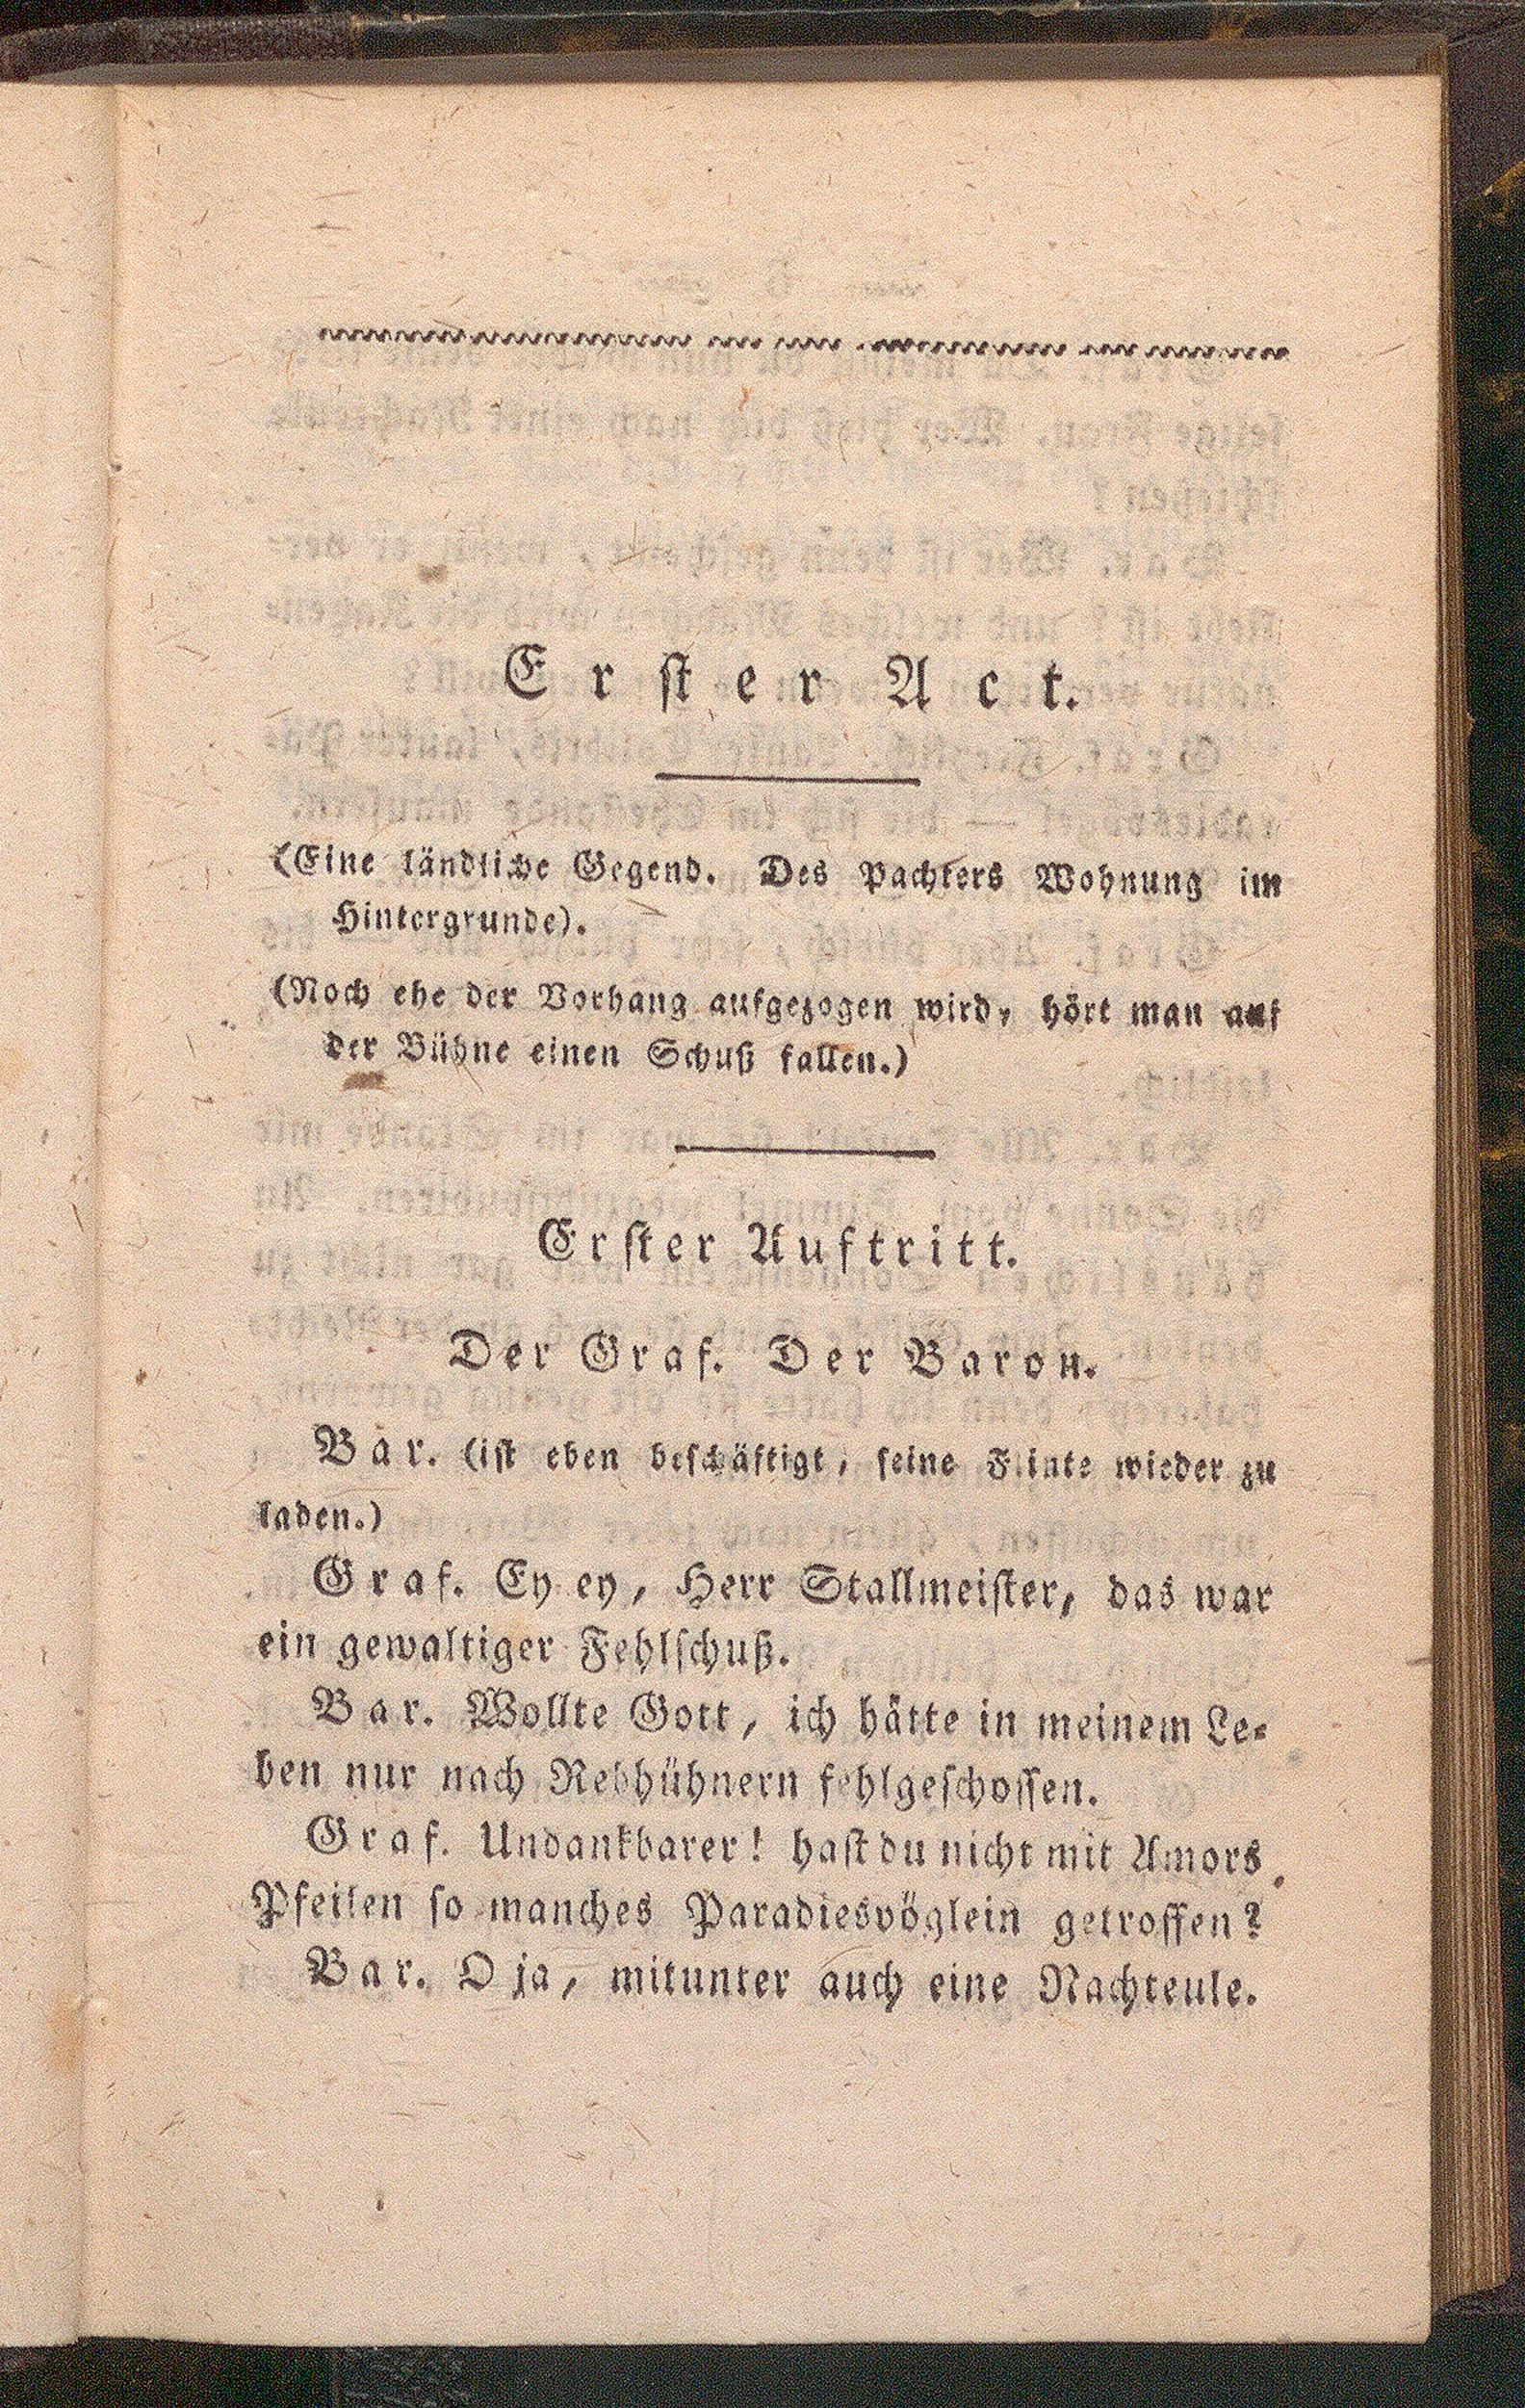 Erster Act.
(Eine ländliche Gegend. Des Pachters Wohnung im
Hintergrunde).
(Noch ehe der Vorhang aufgezogen wird, hört man auf
der Bühne einen Schuß fallen.)
Erster Auftritt.
Der Graf. Der Baron.
Bar. (ist eben beschäftigt, seine Flinte wieder zu
laden.)
Graf. Ey ey, Herr Stallmeister, das war
ein gewaltiger Fehlschuß.
Bar. Wollte Gott, ich hätte in meinem Le-
ben nur nach Rebhühnern fehlgeschossen.
Graf. Undankbarer! hast du nicht mit Amors
Pfeilen so manches Paradiesvöglein getroffen?
Bar. O ja, mitunter auch eine Nachteule.